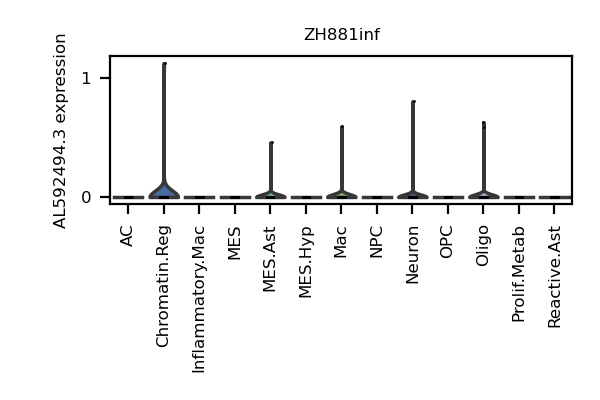 ZH881inf
AL592494.3 expression
1
0
AC
Chromatin.Reg
Inflammatory.Mac
MES
MES.Ast
MES.Hyp
Mac
NPC
Neuron
OPC
Oligo
Prolif.Metab
Reactive.Ast